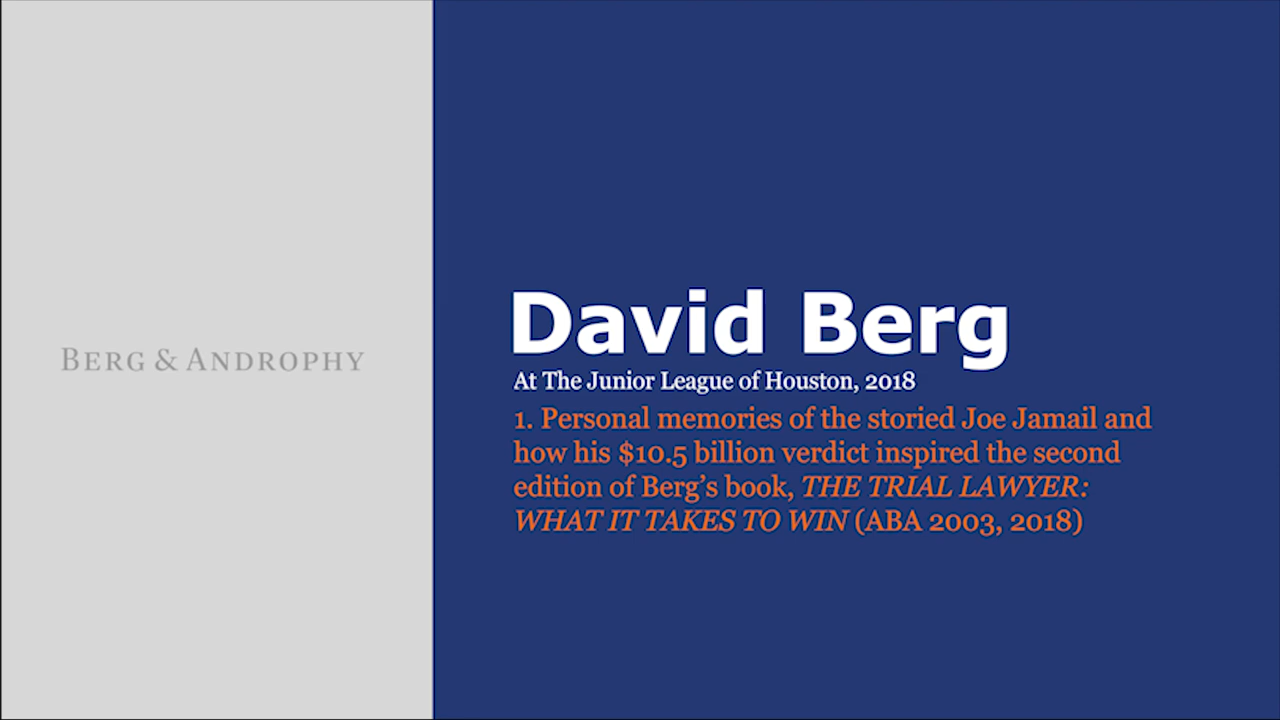 BERG & ANDROPHY
David Berg
At The Junior League of Houston, 2018
1. Personal memories of the storied Joe Jamail and
how his $10.5 billion verdict inspired the second
edition of Berg’s book, THE TRIAL LAWYER:
WHAT IT TAKES TO WIN (ABA 2003, 2018)